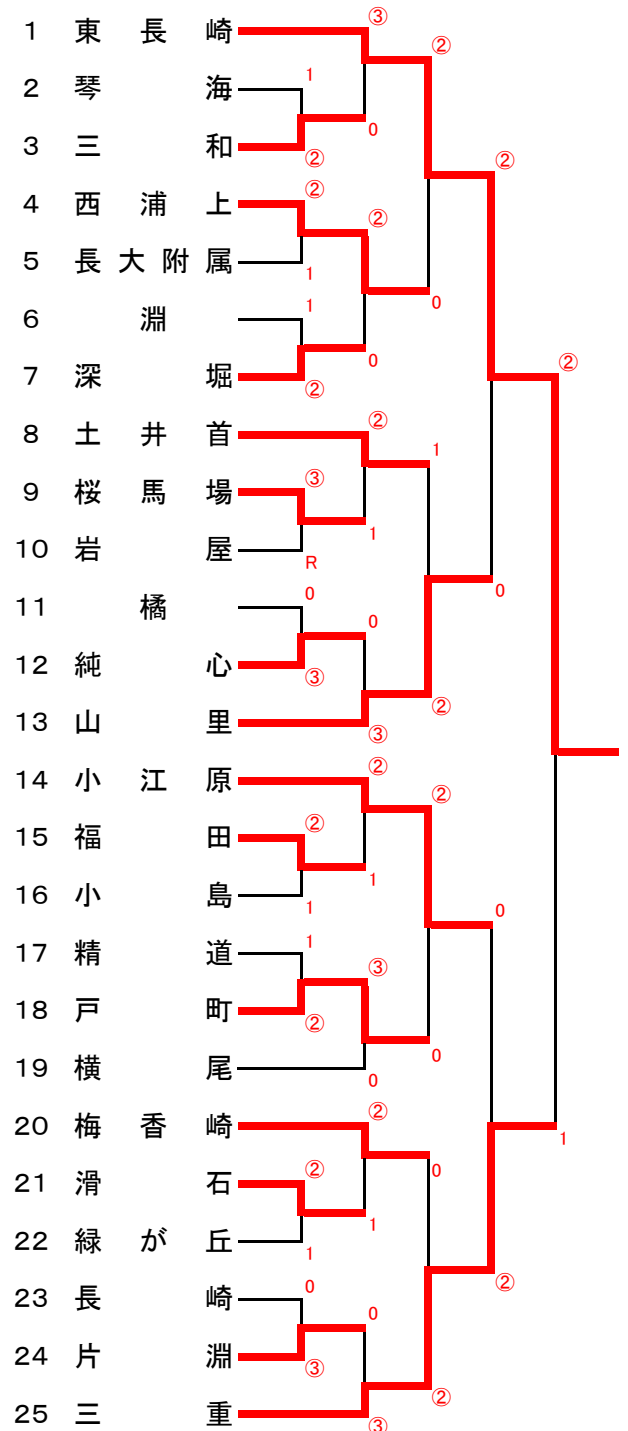 1 東長崎
2 琴海
3 三和
4 西浦上
5 長大附属
6 淵
7 深堀
8 土井首
9 桜馬場
10 岩屋
11 橘
12 純心
13 山里
14 小江原
15 福田
16 小島
17 精道
18 戸町
19 横尾
20 梅香崎
21 滑石
22 緑が丘
23 長崎
24 片淵
25 三重
1
②
②
1
1
②
③
R
0
③
②
1
1
②
②
1
0
③
③
0
②
0
②
1
0
③
②
1
③
0
②
1
0
③
②
0
1
②
②
0
0
②
②
0
0
②
②
1